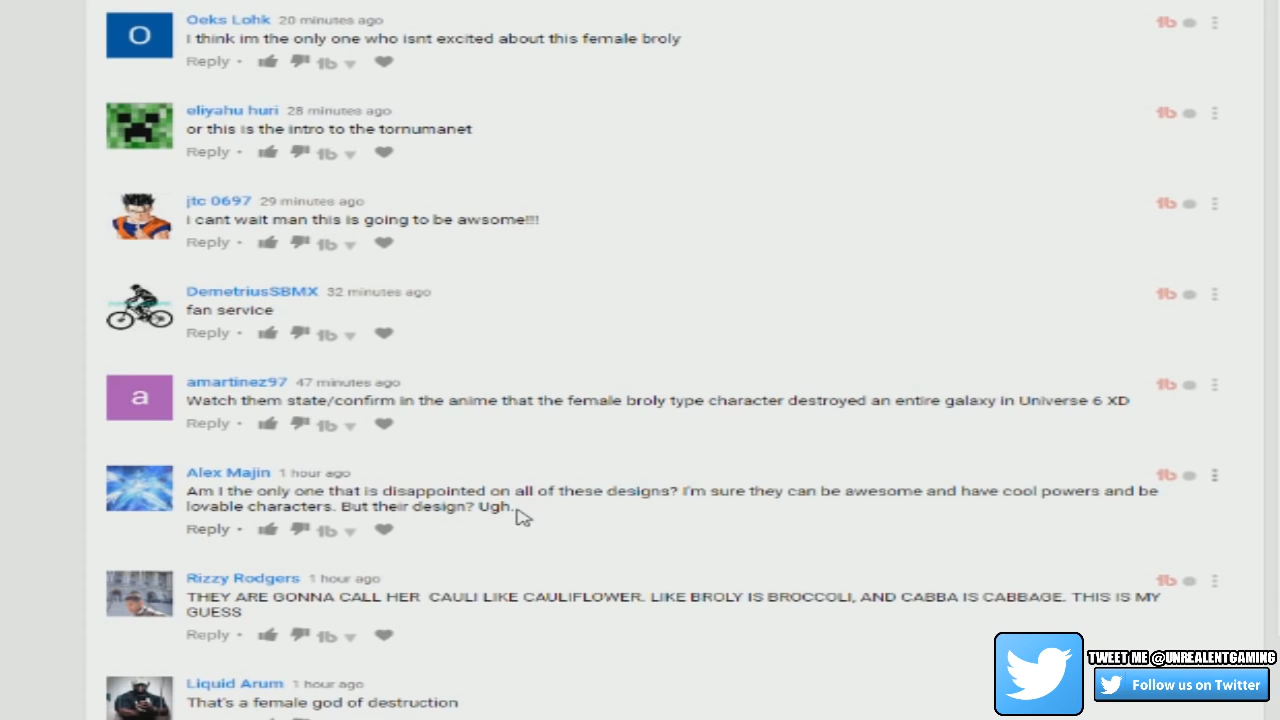 O
Oeks Lohk 20 minutes ago
I think im the only one who isnt excited about this female broly
Reply •
eliyahu huri 28 minutes ago
or this is the intro to the tornumanet
Reply •
jtc 0697 29 minutes ago
i cant wait man this is going to be awsome!!!
Reply •
DemetriusSBMX 32 minutes ago
fan service
Reply •
a
amartinez97 47 minutes ago
Watch them state/confirm in the anime that the female broly type character destroyed an entire galaxy in Universe 6 XD
Reply •
Alex Majin 1 hour ago
Am I the only one that is disappointed on all of these designs? I'm sure they can be awesome and have cool powers and be
lovable characters. But their design? Ugh.
Reply •
Rizzy Rodgers 1 hour ago
THEY ARE GONNA CALL HER CAULI LIKE CAULIFLOWER. LIKE BROLY IS BROCCOLI, AND CABBA IS CABBAGE. THIS IS MY
GUESS
Reply •
Liquid Arum 1 hour ago
That's a female god of destruction
TWEET ME @UNREALENTGAMING
Follow us on Twitter